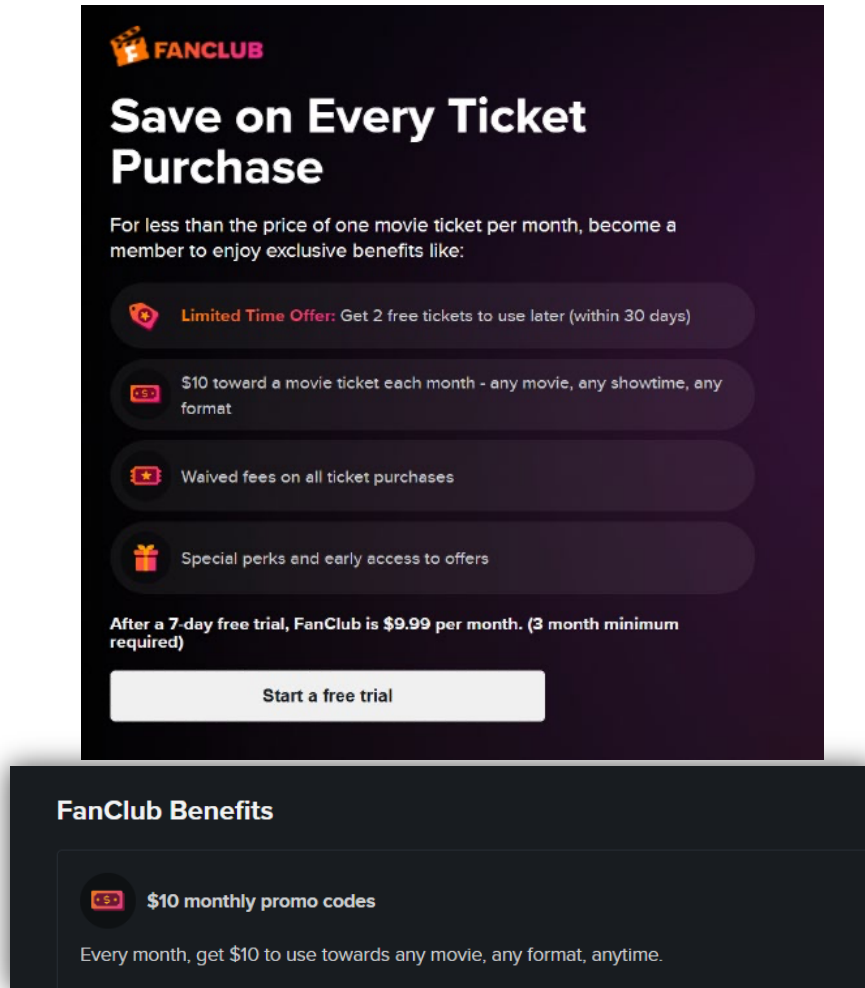 FANCLUB
Save on Every Ticket
Purchase
For less than the price of one movie ticket per month, become a
member to enjoy exclusive benefits like:
Limited Time Offer: Get 2 free tickets to use later (within 30 days)
$10 toward a movie ticket each month - any movie, any showtime, any
format
Waived fees on all ticket purchases
Special perks and early access to offers
After a 7-day free trial, FanClub is $9.99 per month. (3 month minimum
required)
Start a free trial
FanClub Benefits
$10 monthly promo codes
Every month, get $10 to use towards any movie, any format, anytime.